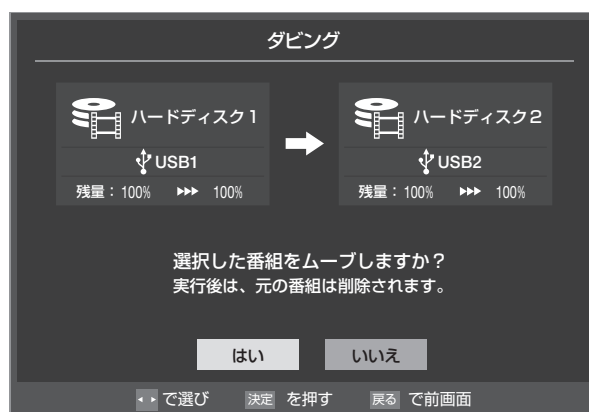 ダビング
ハードディスク1
USB1
残量：100% ▶▶▶ 100%
ハードディスク2
USB2
残量：100% ▶▶▶ 100%
選択した番組をムーブしますか？
実行後は、元の番組は削除されます。
はい いいえ
で選び 決定 を押す 戻る で前画面